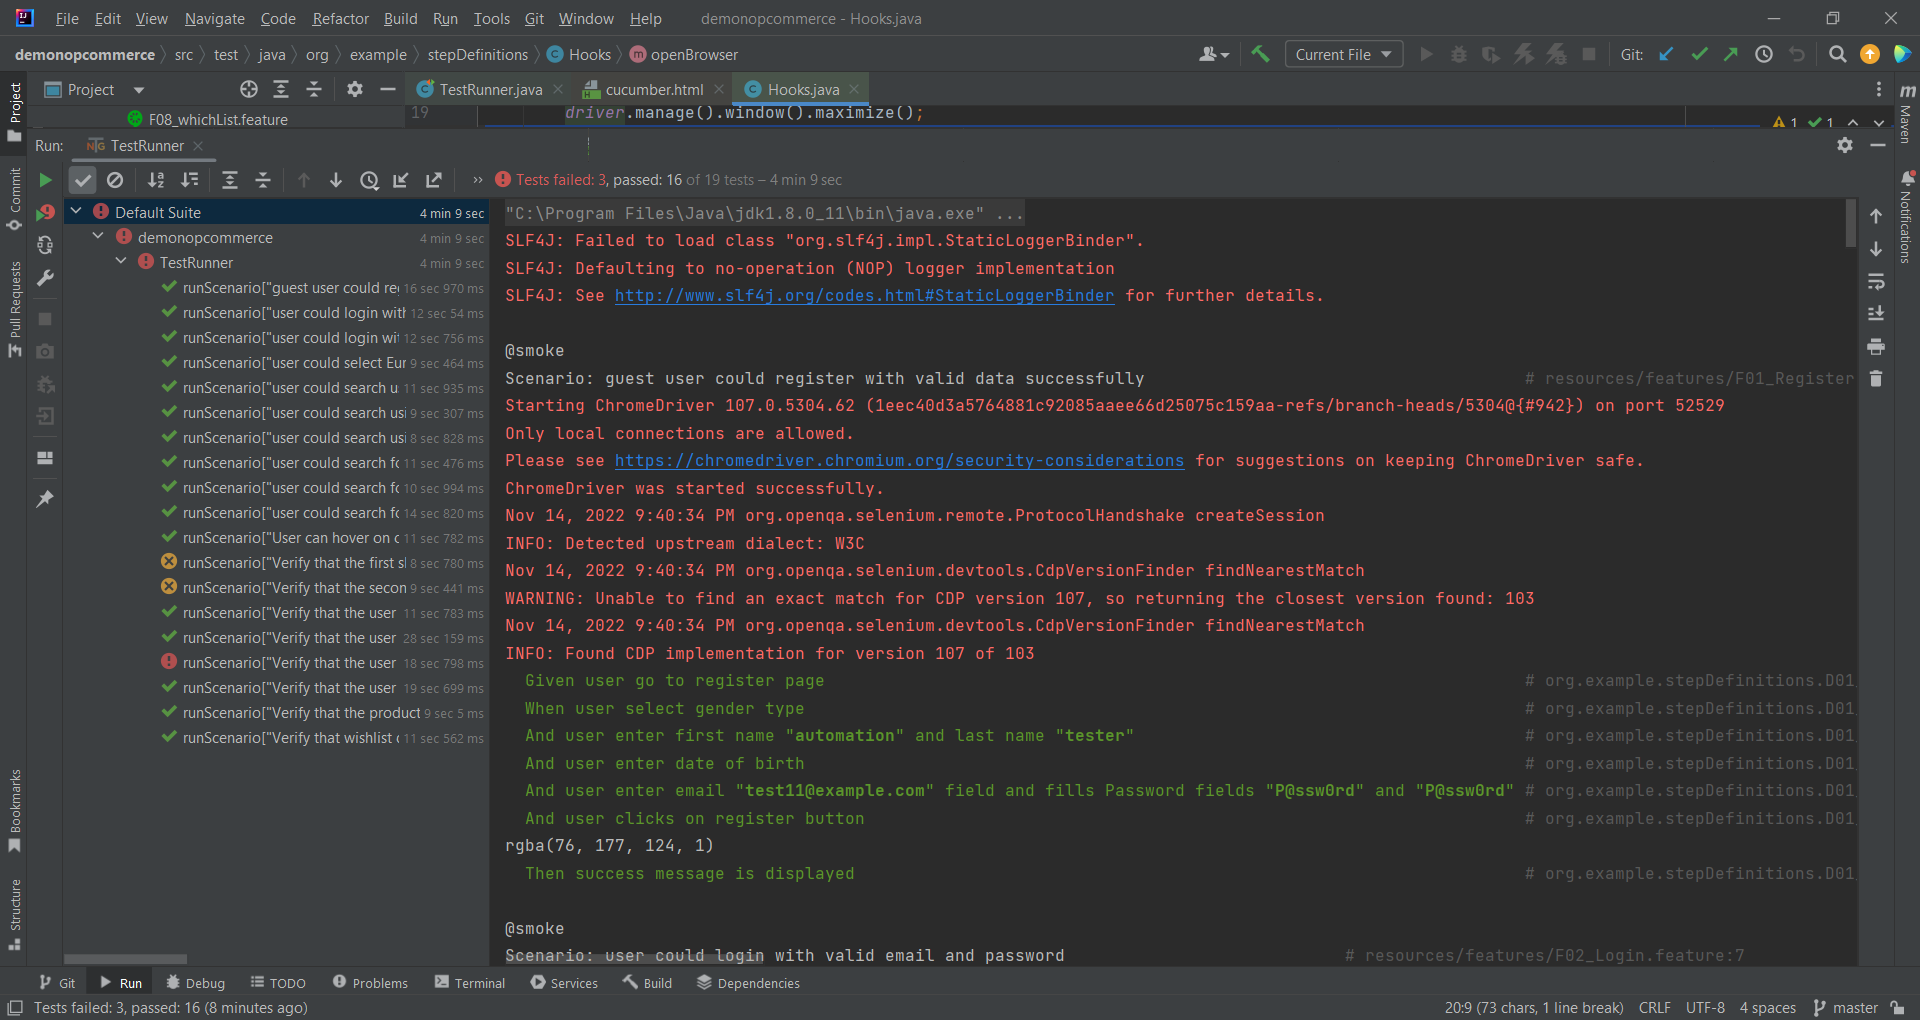 File Edit View Navigate Code Refactor Build Run Tools Git Window Help demonopcommerce - Hooks.java
demonopcommerce src test java org example stepDefinitions Hooks openBrowser Current File Git:
Project TestRunner.java cucumber.html Hooks.java
F08_whichList.feature 19 driver.manage().window().maximize(); 1 1
Run: TestRunner
Tests failed: 3, passed: 16 of 19 tests – 4 min 9 sec
Default Suite 4 min 9 sec
demonopcommerce 4 min 9 sec
TestRunner 4 min 9 sec
runScenario["guest user could re 16 sec 970 ms
runScenario["user could login with 12 sec 54 ms
runScenario["user could login wi 12 sec 756 ms
runScenario["user could select Eur 9 sec 464 ms
runScenario["user could search u 11 sec 935 ms
runScenario["user could search usi 9 sec 307 ms
runScenario["user could search usi 8 sec 828 ms
runScenario["user could search fo 11 sec 476 ms
runScenario["user could search fo 10 sec 994 ms
runScenario["user could search fo 14 sec 820 ms
runScenario["User can hover on c 11 sec 782 ms
runScenario["Verify that the first sl 8 sec 780 ms
runScenario["Verify that the secon 9 sec 441 ms
runScenario["Verify that the user 11 sec 783 ms
runScenario["Verify that the user 28 sec 159 ms
runScenario["Verify that the user 18 sec 798 ms
runScenario["Verify that the user 19 sec 699 ms
runScenario["Verify that the product 9 sec 5 ms
runScenario["Verify that wishlist c 11 sec 562 ms
"C:\Program Files\Java\jdk1.8.0_11\bin\java.exe" ...
SLF4J: Failed to load class "org.slf4j.impl.StaticLoggerBinder".
SLF4J: Defaulting to no-operation (NOP) logger implementation
SLF4J: See http://www.slf4j.org/codes.html#StaticLoggerBinder for further details.
@smoke
Scenario: guest user could register with valid data successfully # resources/features/F01_Register
Starting ChromeDriver 107.0.5304.62 (1eec40d3a5764881c92085aaee66d25075c159aa-refs/branch-heads/5304@{#942}) on port 52529
Only local connections are allowed.
Please see https://chromedriver.chromium.org/security-considerations for suggestions on keeping ChromeDriver safe.
ChromeDriver was started successfully.
Nov 14, 2022 9:40:34 PM org.openqa.selenium.remote.ProtocolHandshake createSession
INFO: Detected upstream dialect: W3C
Nov 14, 2022 9:40:34 PM org.openqa.selenium.devtools.CdpVersionFinder findNearestMatch
WARNING: Unable to find an exact match for CDP version 107, so returning the closest version found: 103
Nov 14, 2022 9:40:34 PM org.openqa.selenium.devtools.CdpVersionFinder findNearestMatch
INFO: Found CDP implementation for version 107 of 103
Given user go to register page # org.example.stepDefinitions.D01
When user select gender type # org.example.stepDefinitions.D01
And user enter first name "automation" and last name "tester" # org.example.stepDefinitions.D01
And user enter date of birth # org.example.stepDefinitions.D01
And user enter email "test11@example.com" field and fills Password fields "P@ssw0rd" and "P@ssw0rd" # org.example.stepDefinitions.D01
And user clicks on register button # org.example.stepDefinitions.D01
rgba(76, 177, 124, 1)
Then success message is displayed # org.example.stepDefinitions.D01
@smoke
Scenario: user could login with valid email and password # resources/features/F02_Login.feature:7
Project
Commit
Pull Requests
Bookmarks
Structure
Maven
Notifications
Git Run Debug TODO Problems Terminal Services Build Dependencies
Tests failed: 3, passed: 16 (8 minutes ago) 20:9 (73 chars, 1 line break) CRLF UTF-8 4 spaces master